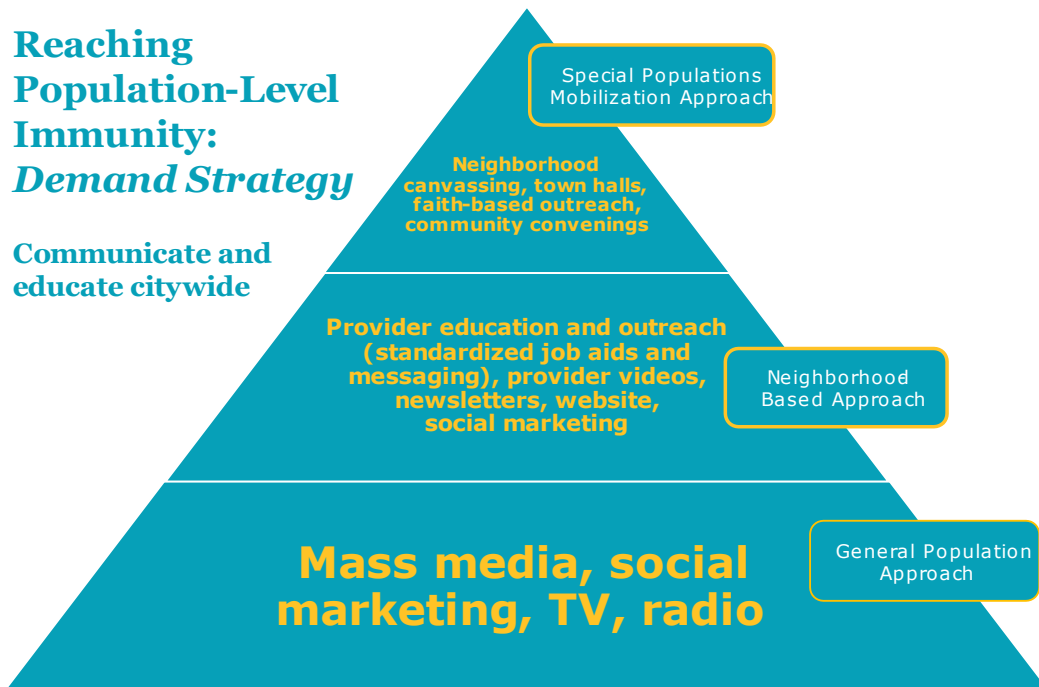 Reaching
Population-Level
Immunity:
Demand Strategy
Communicate and
educate citywide
Special Populations
Mobilization Approach
Neighborhood
canvassing, town halls,
faith-based outreach,
community convenings
Provider education and outreach
(standardized job aids and
messaging), provider videos,
newsletters, website,
social marketing
Neighborhood-
Based Approach
Mass media, social
marketing, TV, radio
General Population
Approach